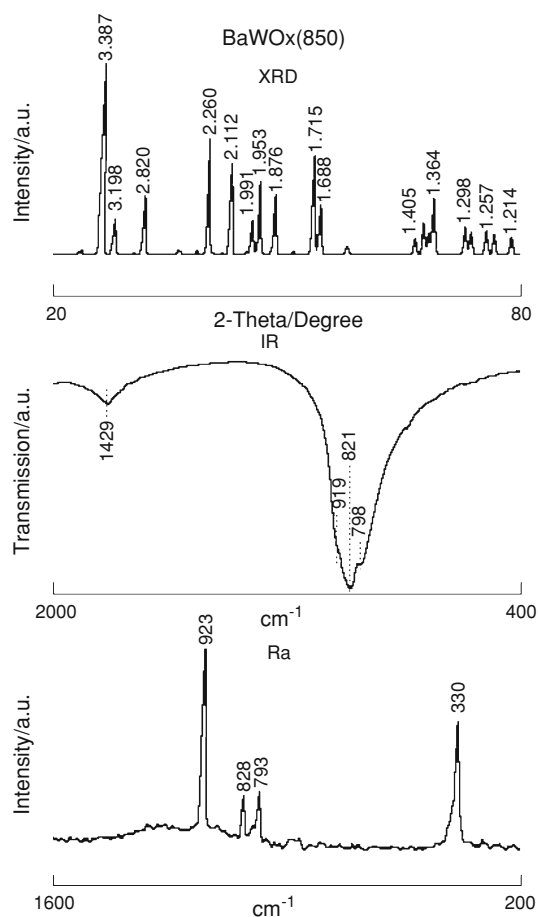 BaWOx(850)
XRD
Intensity/a.u.
3.387
3.198
2.820
2.260
2.112
1.991
1.953
1.876
1.715
1.688
1.405
1.364
1.298
1.257
1.214
20
80
2-Theta/Degree
IR
Transmission/a.u.
1429
919
821
798
2000
400
cm⁻¹
Ra
Intensity/a.u.
923
828
793
330
1600
200
cm⁻¹